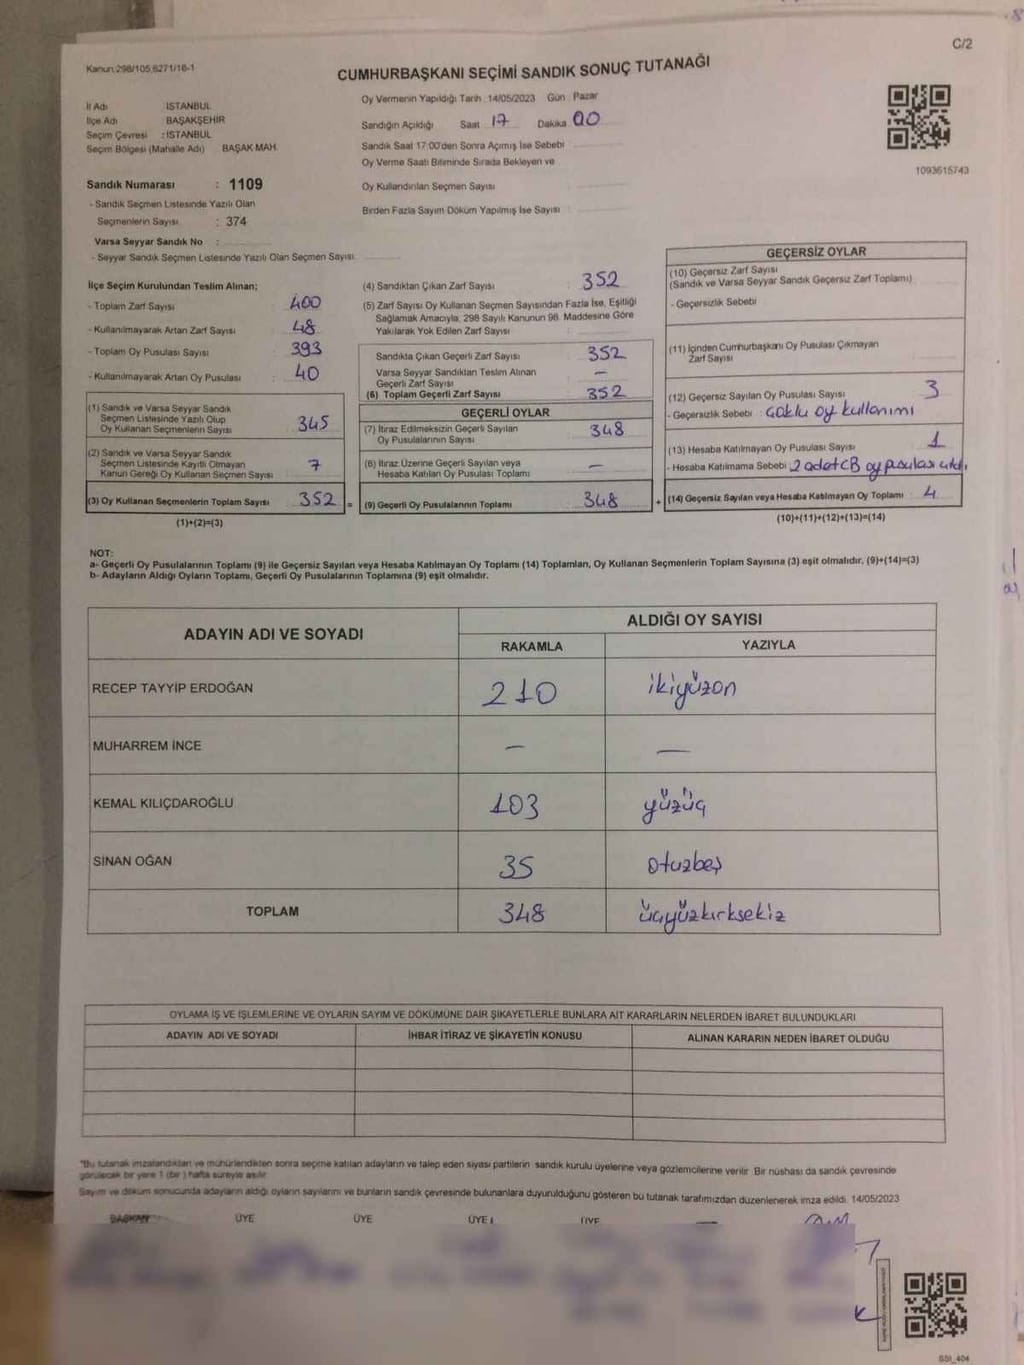 C/2
Kanun:298/105,6271/16-1
CUMHURBAŞKANI SEÇİMİ SANDIK SONUÇ TUTANAĞI
İl Adı İSTANBUL
İlçe Adı BAŞAKŞEHİR
Seçim Çevresi : İSTANBUL
Seçim Bölgesi (Mahalle Adı) BAŞAK MAH.
Oy Vermenin Yapıldığı Tarih : 14/05/2023 Gün : Pazar
Sandığın Açıldığı Saat 17 Dakika 00
Sandık Saat 17:00'den Sonra Açılmış İse Sebebi
Oy Verme Saati Bitiminde Sırada Bekleyen ve
Oy Kullandırılan Seçmen Sayısı
Birden Fazla Sayım Döküm Yapılmış İse Sayısı
1093615743
Sandık Numarası : 1109
- Sandık Seçmen Listesinde Yazılı Olan
Seçmenlerin Sayısı : 374
Varsa Seyyar Sandık No :
- Seyyar Sandık Seçmen Listesinde Yazılı Olan Seçmen Sayısı
İlçe Seçim Kurulundan Teslim Alınan;
- Toplam Zarf Sayısı 400
- Kullanılmayarak Artan Zarf Sayısı 48
- Toplam Oy Pusulası Sayısı 393
- Kullanılmayarak Artan Oy Pusulası 40
(1) Sandık ve Varsa Seyyar Sandık
Seçmen Listesinde Yazılı Olup
Oy Kullanan Seçmenlerin Sayısı 345
(2) Sandık ve Varsa Seyyar Sandık
Seçmen Listesinde Kayıtlı Olmayan
Kanun Gereği Oy Kullanan Seçmen Sayısı 7
(3) Oy Kullanan Seçmenlerin Toplam Sayısı 352 =
(1)+(2)=(3)
(4) Sandıktan Çıkan Zarf Sayısı 352
(5) Zarf Sayısı Oy Kullanan Seçmen Sayısından Fazla İse, Eşitliği
Sağlamak Amacıyla, 298 Sayılı Kanunun 98. Maddesine Göre
Yakılarak Yok Edilen Zarf Sayısı
Sandıkta Çıkan Geçerli Zarf Sayısı 352
Varsa Seyyar Sandıktan Teslim Alınan
Geçerli Zarf Sayısı –
(6) Toplam Geçerli Zarf Sayısı 352
GEÇERLİ OYLAR
(7) İtiraz Edilmeksizin Geçerli Sayılan
Oy Pusulalarının Sayısı 348
(8) İtiraz Üzerine Geçerli Sayılan veya
Hesaba Katılan Oy Pusulası Toplamı –
(9) Geçerli Oy Pusulalarının Toplamı 348 +
GEÇERSİZ OYLAR
(10) Geçersiz Zarf Sayısı
(Sandık ve Varsa Seyyar Sandık Geçersiz Zarf Toplamı)
- Geçersizlik Sebebi
(11) İçinden Cumhurbaşkanı Oy Pusulası Çıkmayan
Zarf Sayısı
(12) Geçersiz Sayılan Oy Pusulası Sayısı 3
- Geçersizlik Sebebi : Çoklu oy kullanımı
(13) Hesaba Katılmayan Oy Pusulası Sayısı 1
- Hesaba Katılmama Sebebi 2 adet CB oy pusulası çıktı
(14) Geçersiz Sayılan veya Hesaba Katılmayan Oy Toplamı 4
(10)+(11)+(12)+(13)=(14)
NOT:
a- Geçerli Oy Pusulalarının Toplamı (9) ile Geçersiz Sayılan veya Hesaba Katılmayan Oy Toplamı (14) Toplamları, Oy Kullanan Seçmenlerin Toplam Sayısına (3) eşit olmalıdır, (9)+(14)=(3)
b- Adayların Aldığı Oyların Toplamı, Geçerli Oy Pusulalarının Toplamına (9) eşit olmalıdır.
ADAYIN ADI VE SOYADI ALDIĞI OY SAYISI
RAKAMLA YAZIYLA
RECEP TAYYİP ERDOĞAN 210 ikiyüzon
MUHARREM İNCE – –
KEMAL KILIÇDAROĞLU 103 yüzüç
SİNAN OĞAN 35 otuzbeş
TOPLAM 348 üçyüzkırksekiz
OYLAMA İŞ VE İŞLEMLERİNE VE OYLARIN SAYIM VE DÖKÜMÜNE DAİR ŞİKAYETLERLE BUNLARA AİT KARARLARIN NELERDEN İBARET BULUNDUKLARI
ADAYIN ADI VE SOYADI İHBAR İTİRAZ VE ŞİKAYETİN KONUSU ALINAN KARARIN NEDEN İBARET OLDUĞU
"Bu tutanak imzalandıktan ve mühürlendikten sonra seçime katılan adayların ve talep eden siyasi partilerin sandık kurulu üyelerine veya gözlemcilerine verilir. Bir nüshası da sandık çevresinde
görülecek bir yere 1 (bir) hafta süreyle asılır.
Sayım ve döküm sonucunda adayların aldığı oyların sayılarını ve bunların sandık çevresinde bulunanlara duyurulduğunu gösteren bu tutanak tarafımızdan düzenlenerek imza edildi. 14/05/2023
BAŞKAN ÜYE ÜYE ÜYE ÜYE